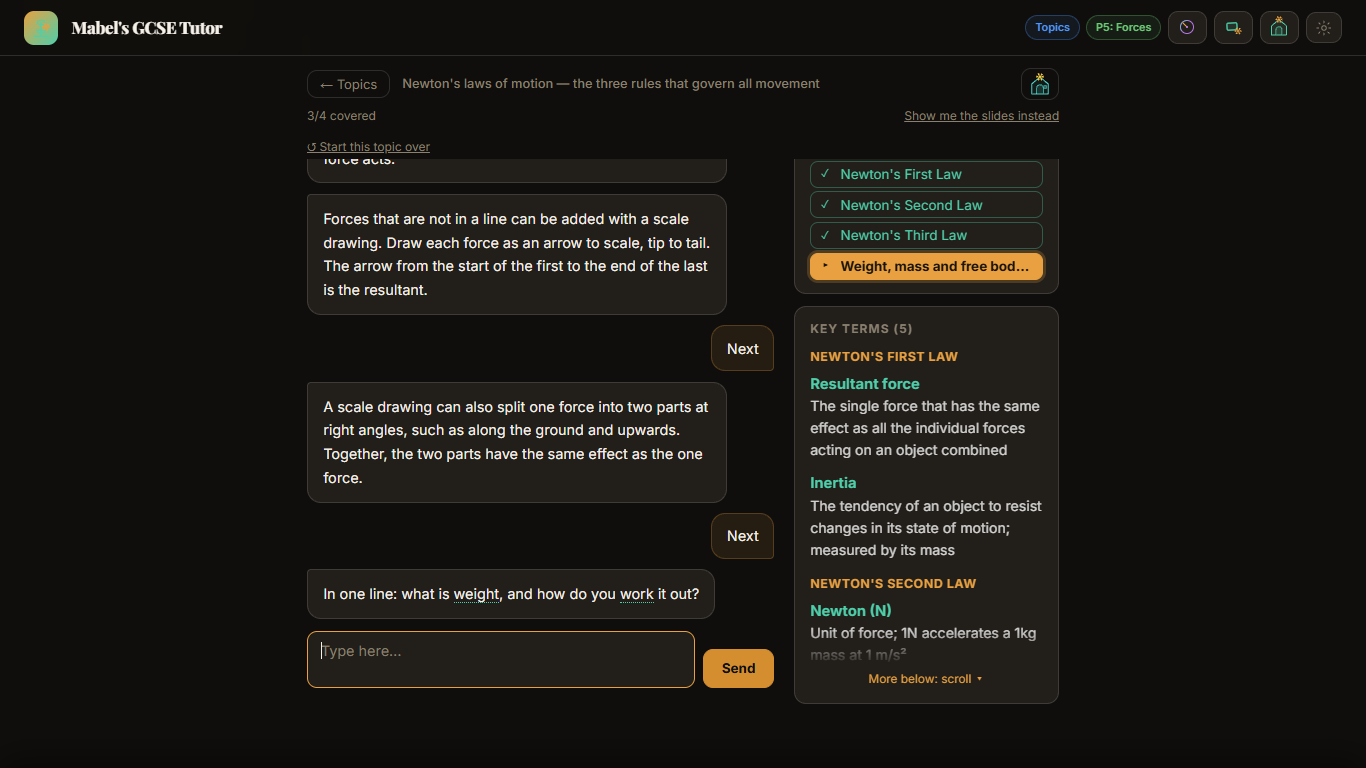 Mabel's GCSE Tutor
Topics
P5: Forces
← Topics
Newton's laws of motion — the three rules that govern all movement
3/4 covered
Show me the slides instead
↺ Start this topic over
force acts.
Forces that are not in a line can be added with a scale
drawing. Draw each force as an arrow to scale, tip to tail.
The arrow from the start of the first to the end of the last
is the resultant.
Next
A scale drawing can also split one force into two parts at
right angles, such as along the ground and upwards.
Together, the two parts have the same effect as the one
force.
Next
In one line: what is weight, and how do you work it out?
Type here...
Send
✓ Newton's First Law
✓ Newton's Second Law
✓ Newton's Third Law
Weight, mass and free bod...
KEY TERMS (5)
NEWTON'S FIRST LAW
Resultant force
The single force that has the same
effect as all the individual forces
acting on an object combined
Inertia
The tendency of an object to resist
changes in its state of motion;
measured by its mass
NEWTON'S SECOND LAW
Newton (N)
Unit of force; 1N accelerates a 1kg
mass at 1 m/s²
More below: scroll